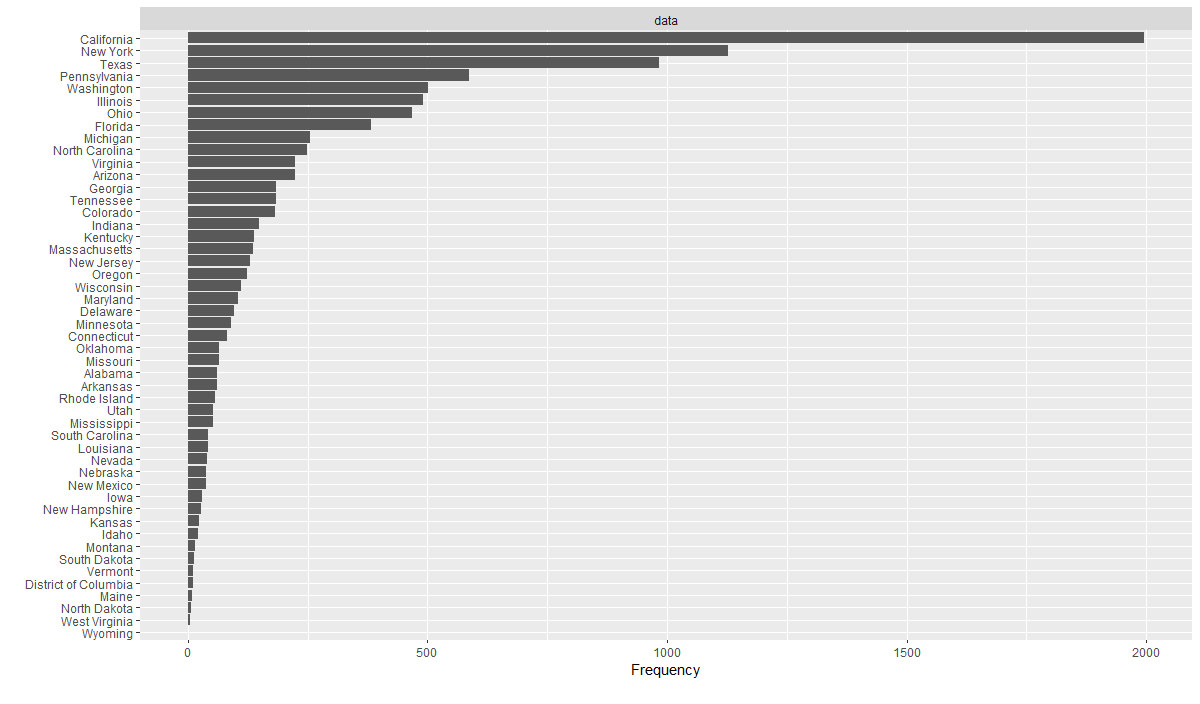 data
California
New York
Texas
Pennsylvania
Washington
Illinois
Ohio
Florida
Michigan
North Carolina
Virginia
Arizona
Georgia
Tennessee
Colorado
Indiana
Kentucky
Massachusetts
New Jersey
Oregon
Wisconsin
Maryland
Delaware
Minnesota
Connecticut
Oklahoma
Missouri
Alabama
Arkansas
Rhode Island
Utah
Mississippi
South Carolina
Louisiana
Nevada
Nebraska
New Mexico
Iowa
New Hampshire
Kansas
Idaho
Montana
South Dakota
Vermont
District of Columbia
Maine
North Dakota
West Virginia
Wyoming
0 500 1000 1500 2000
Frequency